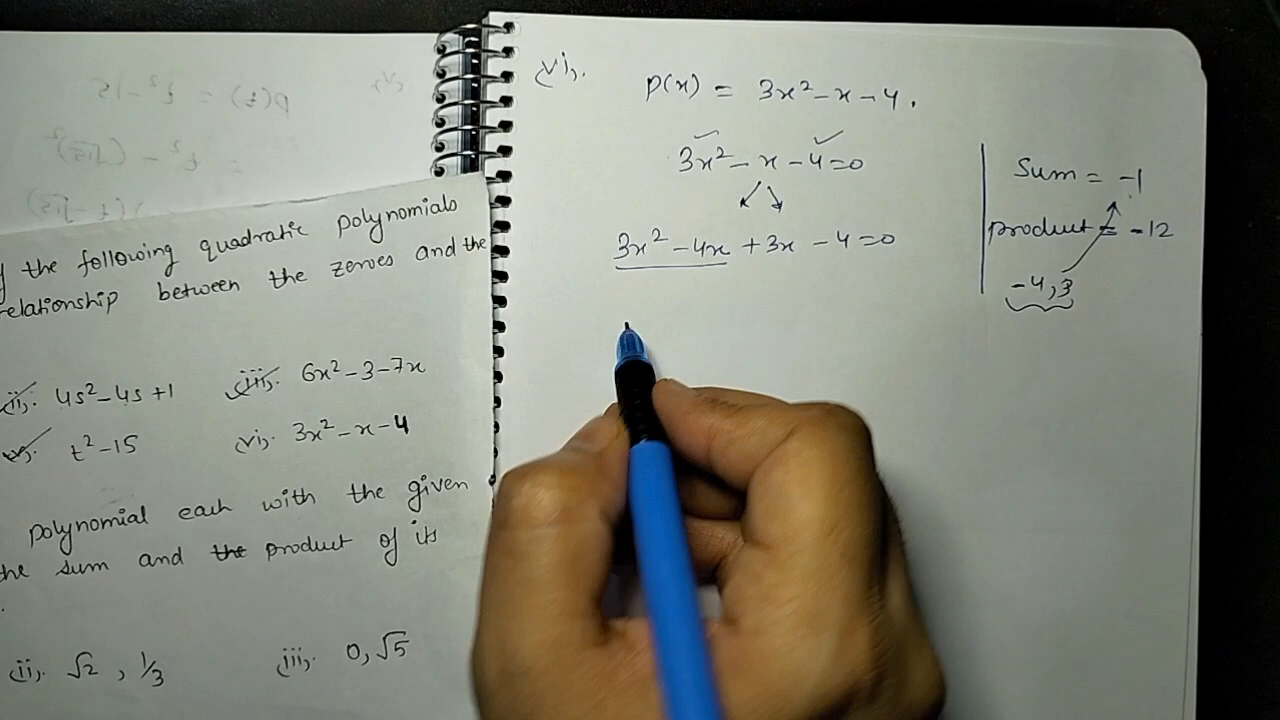 the following quadratic polynomials
relationship between the zeroes and the
(ii). 4s²-4s+1 (iii). 6x²-3-7x
(v). t²-15 (vi). 3x²-x-4
polynomial each with the given
the sum and the product of its
(ii). √2, 1/3 (iii). 0, √5
(vi). p(x) = 3x²-x-4.
3x²-x-4=0
3x²-4x+3x-4=0
Sum = -1
product = -12
-4, 3